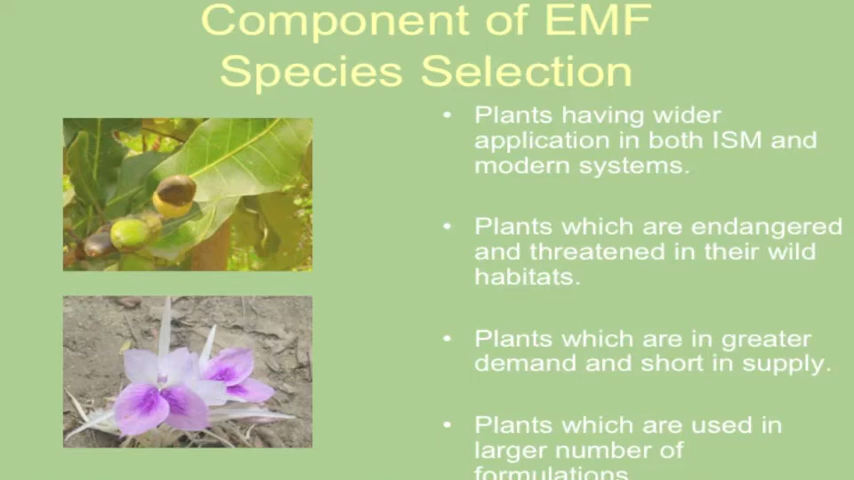 Component of EMF
Species Selection
• Plants having wider
application in both ISM and
modern systems.
• Plants which are endangered
and threatened in their wild
habitats.
• Plants which are in greater
demand and short in supply.
• Plants which are used in
larger number of
formulations